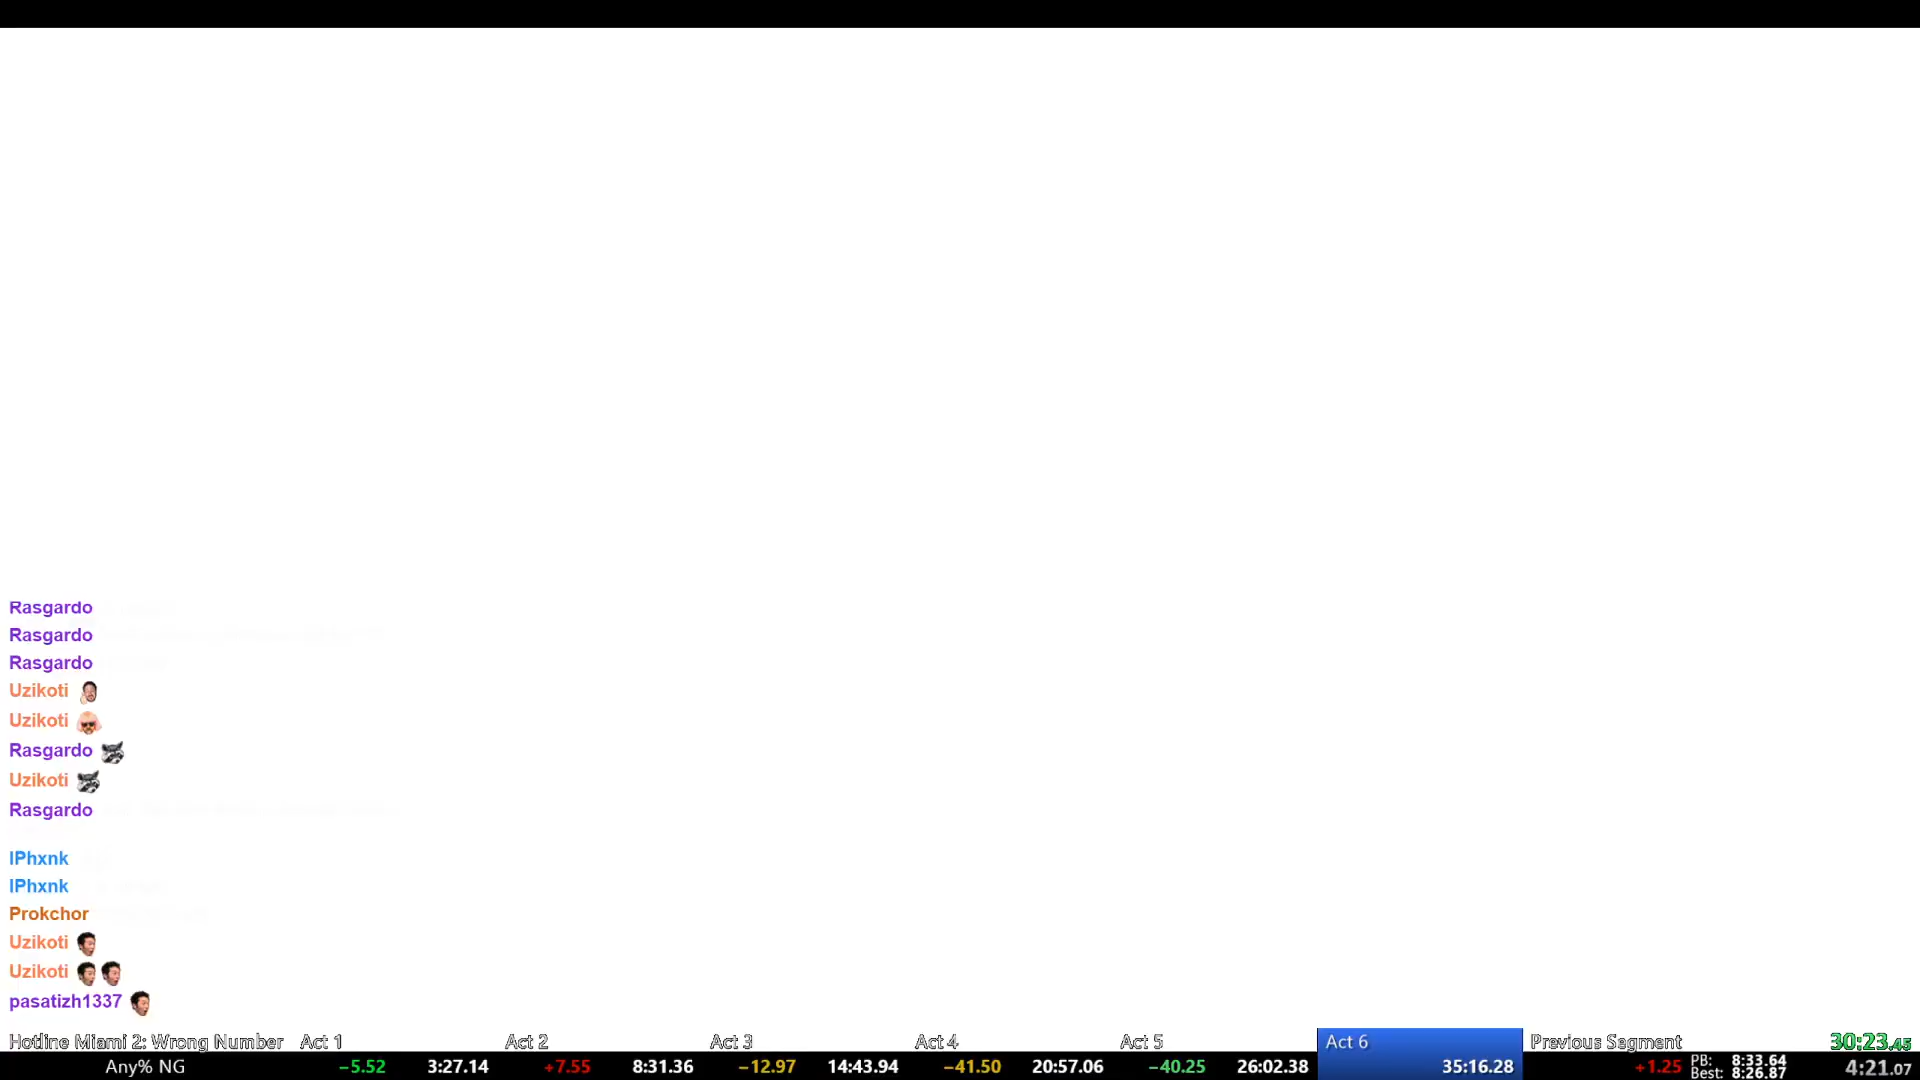 Rasgardo
Rasgardo
Rasgardo
Uzikoti
Uzikoti
Rasgardo
Uzikoti
Rasgardo
IPhxnk
IPhxnk
Prokchor
Uzikoti
Uzikoti
pasatizh1337
Hotline Miami 2: Wrong Number Act 1 Act 2 Act 3 Act 4 Act 5 Act 6 Previous Segment 30:23.45
Any% NG −5.52 3:27.14 +7.55 8:31.36 −12.97 14:43.94 −41.50 20:57.06 −40.25 26:02.38 35:16.28 +1.25 PB: 8:33.64 4:21.07
Best: 8:26.87